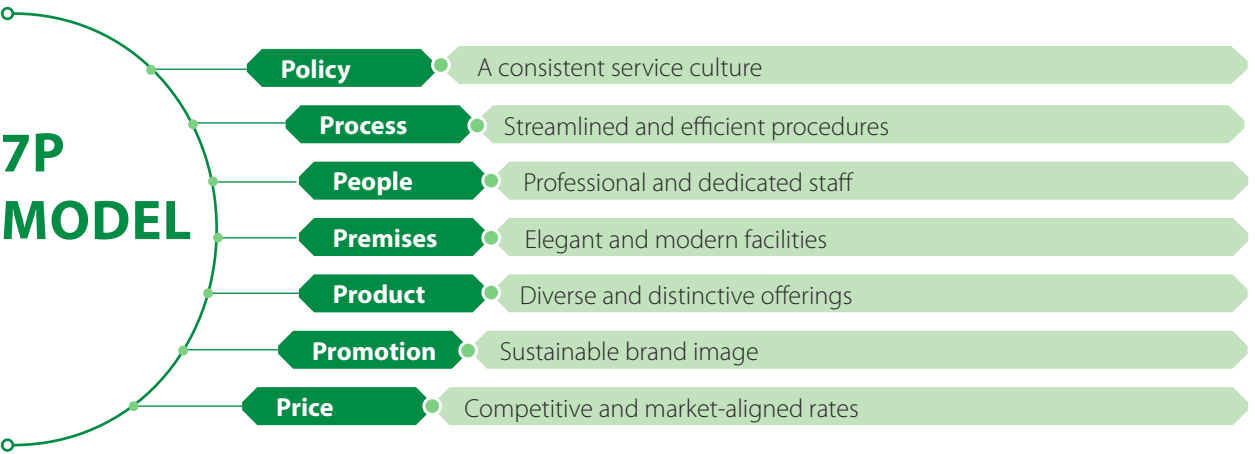 7P
MODEL
Policy
A consistent service culture
Process
Streamlined and efficient procedures
People
Professional and dedicated staff
Premises
Elegant and modern facilities
Product
Diverse and distinctive offerings
Promotion
Sustainable brand image
Price
Competitive and market-aligned rates